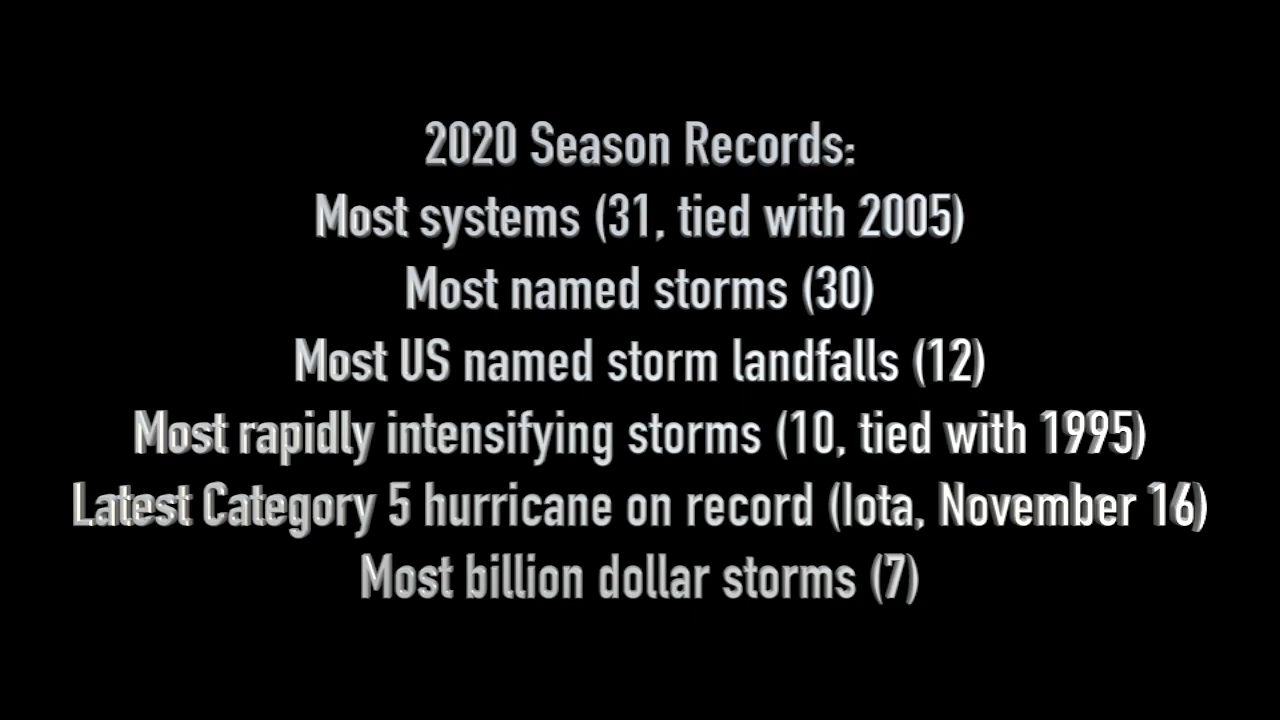 2020 Season Records:
Most systems (31, tied with 2005)
Most named storms (30)
Most US named storm landfalls (12)
Most rapidly intensifying storms (10, tied with 1995)
Latest Category 5 hurricane on record (Iota, November 16)
Most billion dollar storms (7)